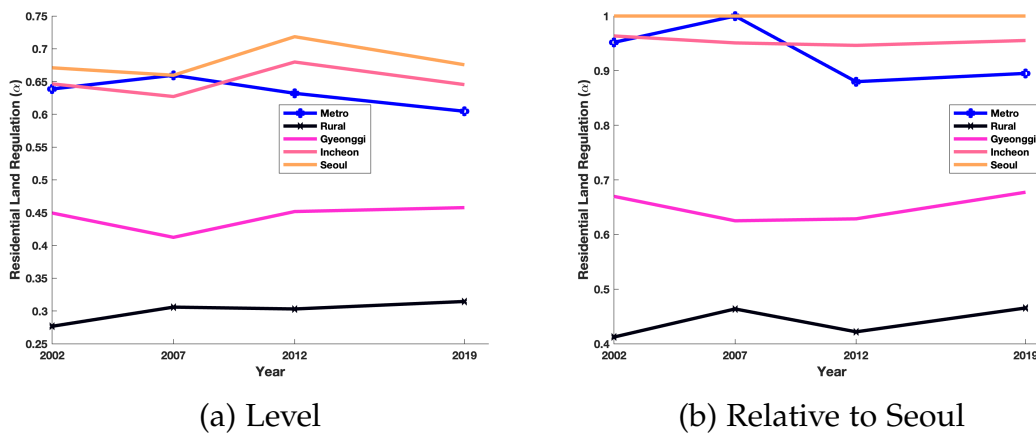 0.75
0.7
0.65
0.6
0.55
0.5
0.45
0.4
0.35
0.3
0.25
Residential Land Regulation (α)
Metro
Rural
Gyeonggi
Incheon
Seoul
2002 2007 2012 2019
Year
(a) Level
1
0.9
0.8
0.7
0.6
0.5
0.4
Residential Land Regulation (α)
Metro
Rural
Gyeonggi
Incheon
Seoul
2002 2007 2012 2019
Year
(b) Relative to Seoul